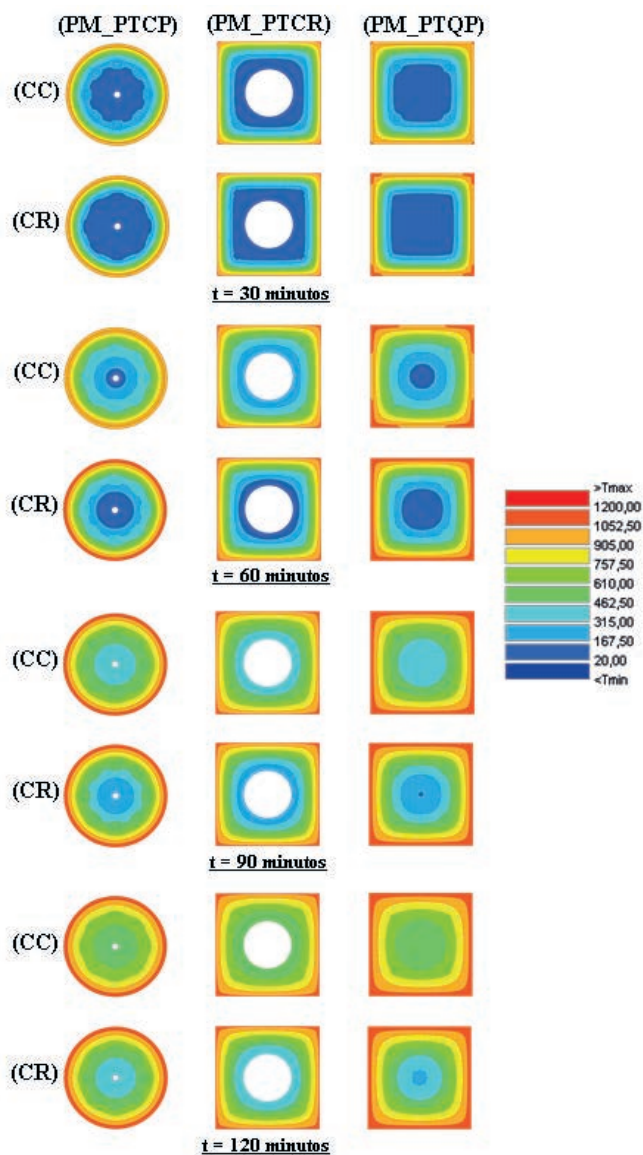 (PM_PTCP) (PM_PTCR) (PM_PTQP)
(CC)
(CR)
t = 30 minutos
(CC)
(CR)
t = 60 minutos
>Tmax
1200,00
1052,50
905,00
757,50
610,00
462,50
315,00
167,50
20,00
<Tmin
(CC)
(CR)
t = 90 minutos
(CC)
(CR)
t = 120 minutos